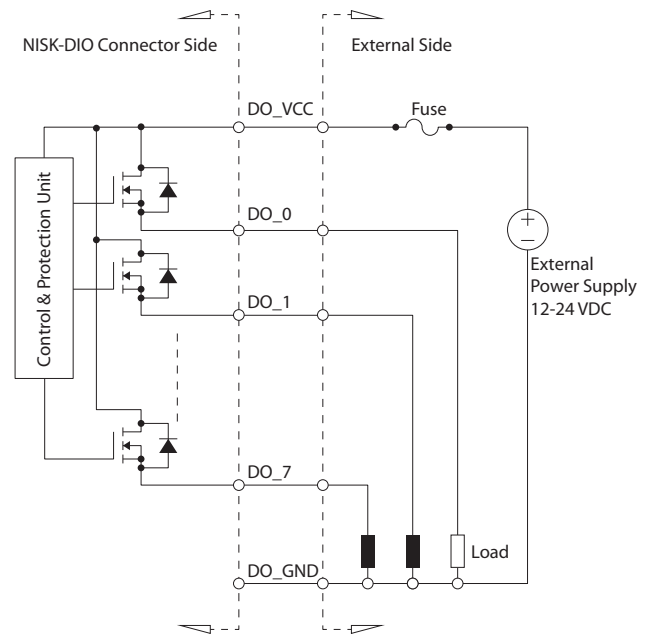 NISK-DIO Connector Side
External Side
DO_VCC
Fuse
Control & Protection Unit
DO_0
+
−
External
Power Supply
12-24 VDC
DO_1
DO_7
Load
DO_GND